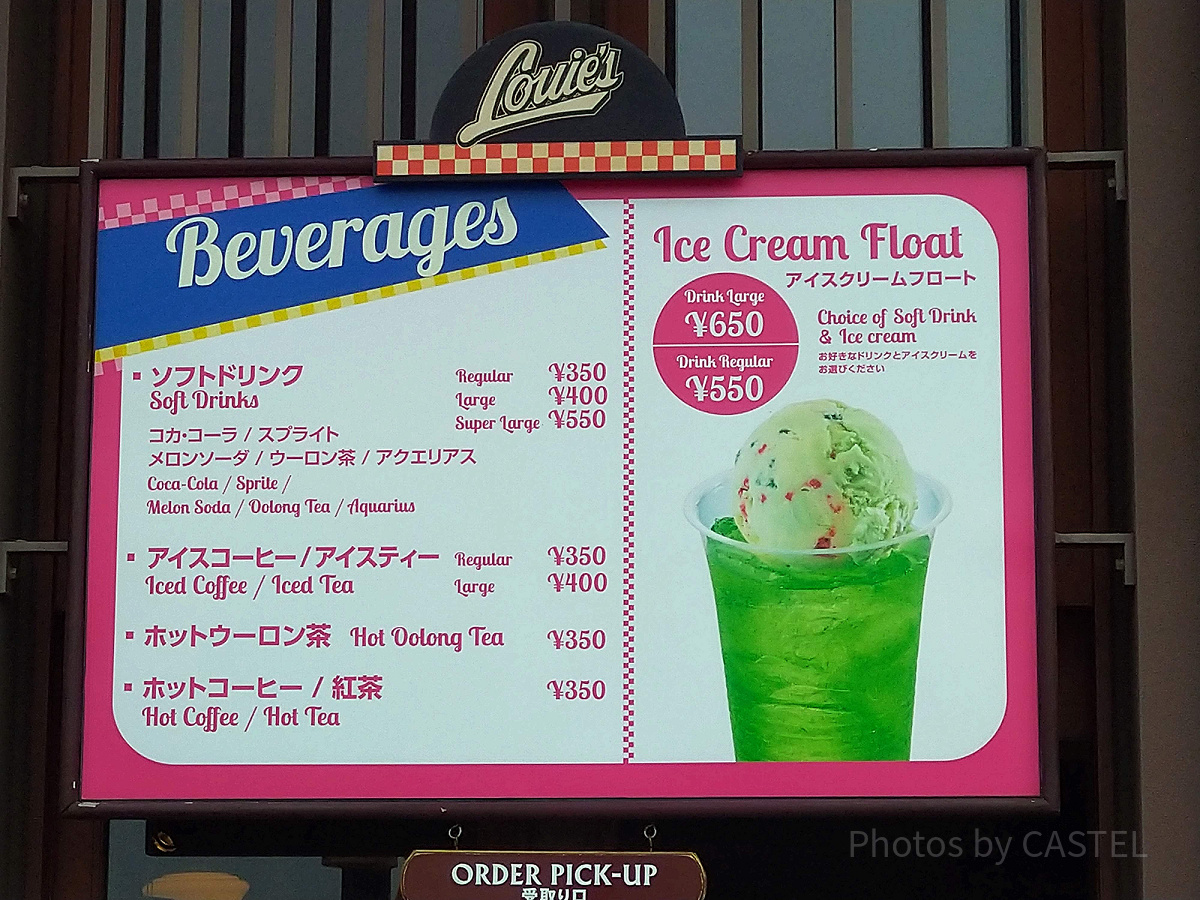 Louie's
Beverages
ソフトドリンク
Soft Drinks
Regular ¥350
Large ¥400
Super Large ¥550
コカ・コーラ / スプライト
メロンソーダ / ウーロン茶 / アクエリアス
Coca-Cola / Sprite /
Melon Soda / Oolong Tea / Aquarius
アイスコーヒー / アイスティー
Iced Coffee / Iced Tea
Regular ¥350
Large ¥400
ホットウーロン茶 Hot Oolong Tea ¥350
ホットコーヒー / 紅茶 ¥350
Hot Coffee / Hot Tea
Ice Cream Float
アイスクリームフロート
Drink Large
¥650
Drink Regular
¥550
Choice of Soft Drink
& Ice cream
お好きなドリンクとアイスクリームを
お選びください
Photos by CASTEL
ORDER PICK-UP
受取り口